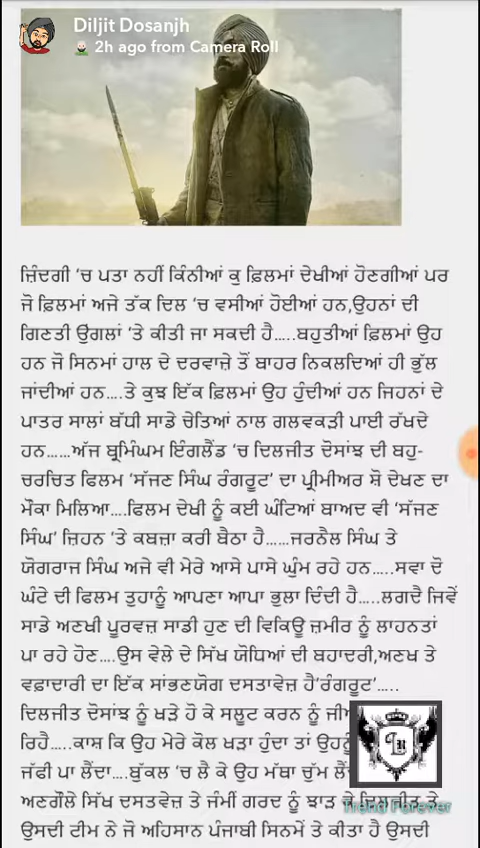 Diljit Dosanjh
2h ago from Camera Roll
ਜ਼ਿੰਦਗੀ ‘ਚ ਪਤਾ ਨਹੀਂ ਕਿੰਨੀਆਂ ਕੁ ਫ਼ਿਲਮਾਂ ਦੇਖੀਆਂ ਹੋਣਗੀਆਂ ਪਰ
ਜੋ ਫ਼ਿਲਮਾਂ ਅਜੇ ਤੱਕ ਦਿਲ ‘ਚ ਵਸੀਆਂ ਹੋਈਆਂ ਹਨ,ਉਹਨਾਂ ਦੀ
ਗਿਣਤੀ ਉਂਗਲਾਂ ‘ਤੇ ਕੀਤੀ ਜਾ ਸਕਦੀ ਹੈ.....ਬਹੁਤੀਆਂ ਫ਼ਿਲਮਾਂ ਉਹ
ਹਨ ਜੋ ਸਿਨਮਾਂ ਹਾਲ ਦੇ ਦਰਵਾਜ਼ੇ ਤੋਂ ਬਾਹਰ ਨਿਕਲਦਿਆਂ ਹੀ ਭੁੱਲ
ਜਾਂਦੀਆਂ ਹਨ....ਤੇ ਕੁਝ ਇੱਕ ਫ਼ਿਲਮਾਂ ਉਹ ਹੁੰਦੀਆਂ ਹਨ ਜਿਹਨਾਂ ਦੇ
ਪਾਤਰ ਸਾਲਾਂ ਬੱਧੀ ਸਾਡੇ ਚੇਤਿਆਂ ਨਾਲ ਗਲਵਕੜੀ ਪਾਈ ਰੱਖਦੇ
ਹਨ......ਅੱਜ ਬ੍ਰਮਿੰਘਮ ਇੰਗਲੈਂਡ ‘ਚ ਦਿਲਜੀਤ ਦੋਸਾਂਝ ਦੀ ਬਹੁ-
ਚਰਚਿਤ ਫਿਲਮ ‘ਸੱਜਣ ਸਿੰਘ ਰੰਗਰੂਟ’ ਦਾ ਪ੍ਰੀਮੀਅਰ ਸ਼ੋ ਦੇਖਣ ਦਾ
ਮੌਕਾ ਮਿਲਿਆ....ਫਿਲਮ ਦੇਖੀ ਨੂੰ ਕਈ ਘੰਟਿਆਂ ਬਾਅਦ ਵੀ ‘ਸੱਜਣ
ਸਿੰਘ’ ਜ਼ਿਹਨ ‘ਤੇ ਕਬਜ਼ਾ ਕਰੀ ਬੈਠਾ ਹੈ......ਜਰਨੈਲ ਸਿੰਘ ਤੇ
ਯੋਗਰਾਜ ਸਿੰਘ ਅਜੇ ਵੀ ਮੇਰੇ ਆਸੇ ਪਾਸੇ ਘੁੰਮ ਰਹੇ ਹਨ.....ਸਵਾ ਦੋ
ਘੰਟੇ ਦੀ ਫਿਲਮ ਤੁਹਾਨੂੰ ਆਪਣਾ ਆਪਾ ਭੁਲਾ ਦਿੰਦੀ ਹੈ.....ਲਗਦੈ ਜਿਵੇਂ
ਸਾਡੇ ਅਣਖੀ ਪੂਰਵਜ਼ ਸਾਡੀ ਹੁਣ ਦੀ ਵਿਕਿਊ ਜ਼ਮੀਰ ਨੂੰ ਲਾਹਨਤਾਂ
ਪਾ ਰਹੇ ਹੋਣ....ਉਸ ਵੇਲੇ ਦੇ ਸਿੱਖ ਯੋਧਿਆਂ ਦੀ ਬਹਾਦਰੀ,ਅਣਖ ਤੇ
ਵਫ਼ਾਦਾਰੀ ਦਾ ਇੱਕ ਸਾਂਭਣਯੋਗ ਦਸਤਾਵੇਜ਼ ਹੈ’ਰੰਗਰੂਟ’.....
ਦਿਲਜੀਤ ਦੋਸਾਂਝ ਨੂੰ ਖੜੇ ਹੋ ਕੇ ਸਲੂਟ ਕਰਨ ਨੂੰ
ਰਿਹੈ.....ਕਾਸ਼ ਕਿ ਉਹ ਮੇਰੇ ਕੋਲ ਖੜਾ ਹੁੰਦਾ ਤਾਂ
ਜੱਫੀ ਪਾ ਲੈਂਦਾ....ਬੁੱਕਲ ‘ਚ ਲੈ ਕੇ ਉਹ ਮੱਥਾ ਚੁੰਮ
ਅਣਗੌਲੇ ਸਿੱਖ ਦਸਤਵੇਜ਼ ਤੇ ਜੰਮੀਂ ਗਰਦ ਨੂੰ ਝਾੜ ਕੇ ਦਿਲਜੀਤ ਤੇ
Trend Forever
ਉਸਦੀ ਟੀਮ ਨੇ ਜੋ ਅਹਿਸਾਨ ਪੰਜਾਬੀ ਸਿਨਮੇਂ ਤੇ ਕੀਤਾ ਹੈ ਉਸਦੀ